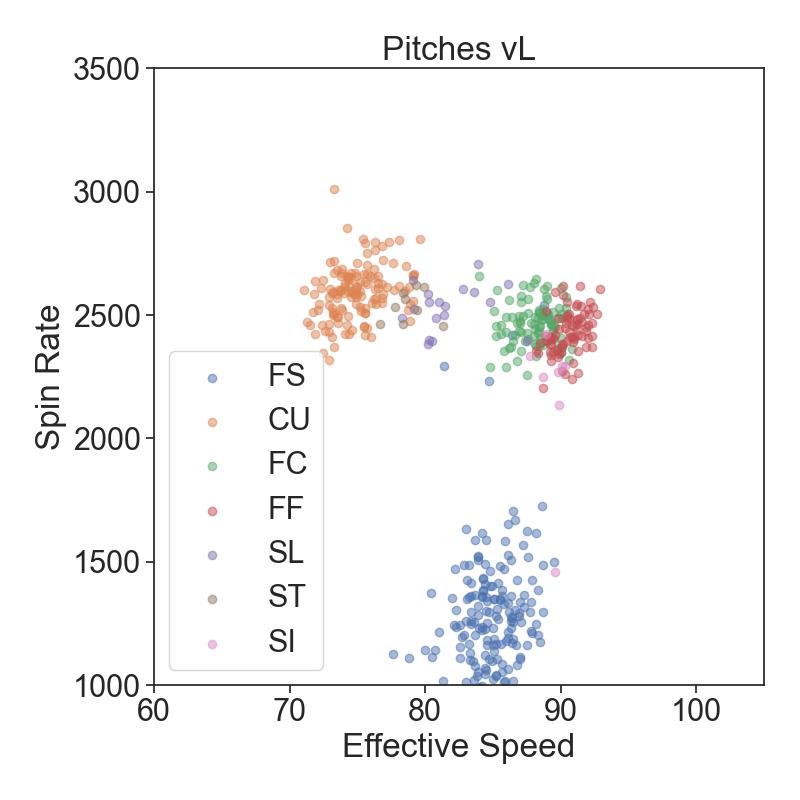 Pitches vL
3500
3000
2500
2000
1500
1000
Spin Rate
FS
CU
FC
FF
SL
ST
SI
60 70 80 90 100
Effective Speed